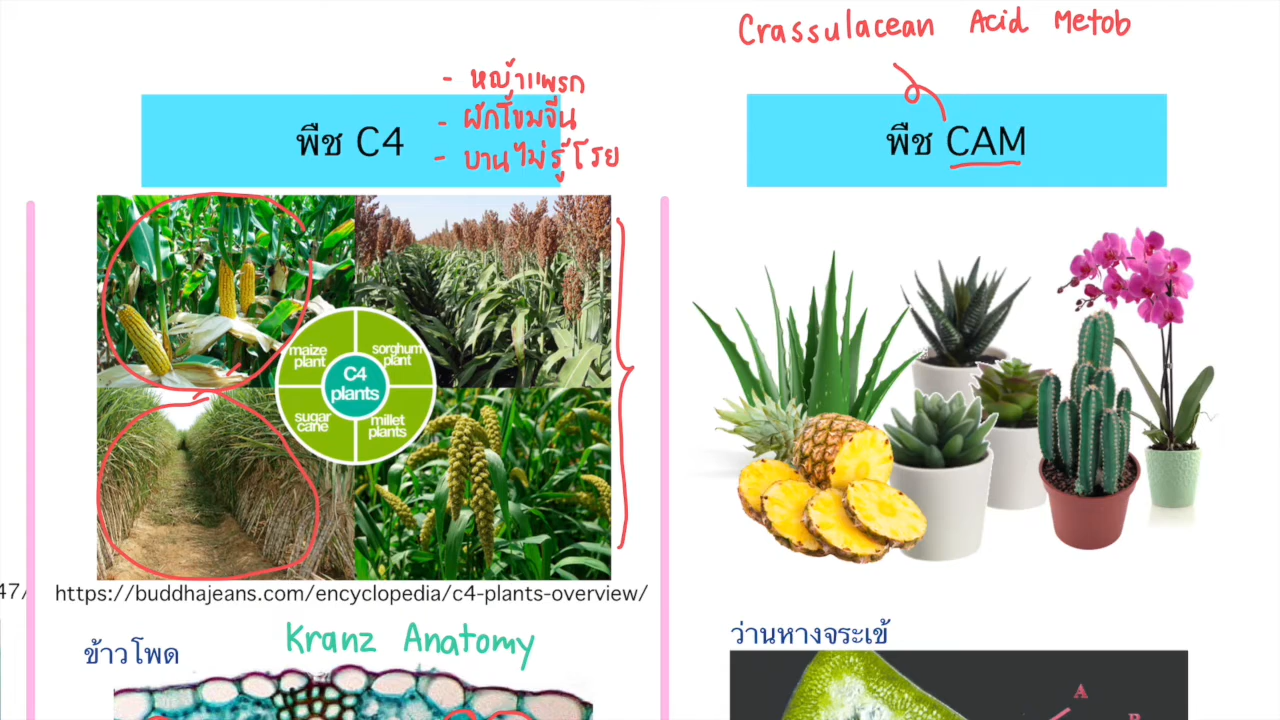 Crassulacean Acid Metob
- หญ้าแพรก
- ผักโขมจีน
- บานไม่รู้โรย
พืช C4
พืช CAM
maize
plant
sorghum
plant
C4
plants
sugar
cane
millet
plants
47/
https://buddhajeans.com/encyclopedia/c4-plants-overview/
Kranz Anatomy
ข้าวโพด
ว่านหางจระเข้
A
B